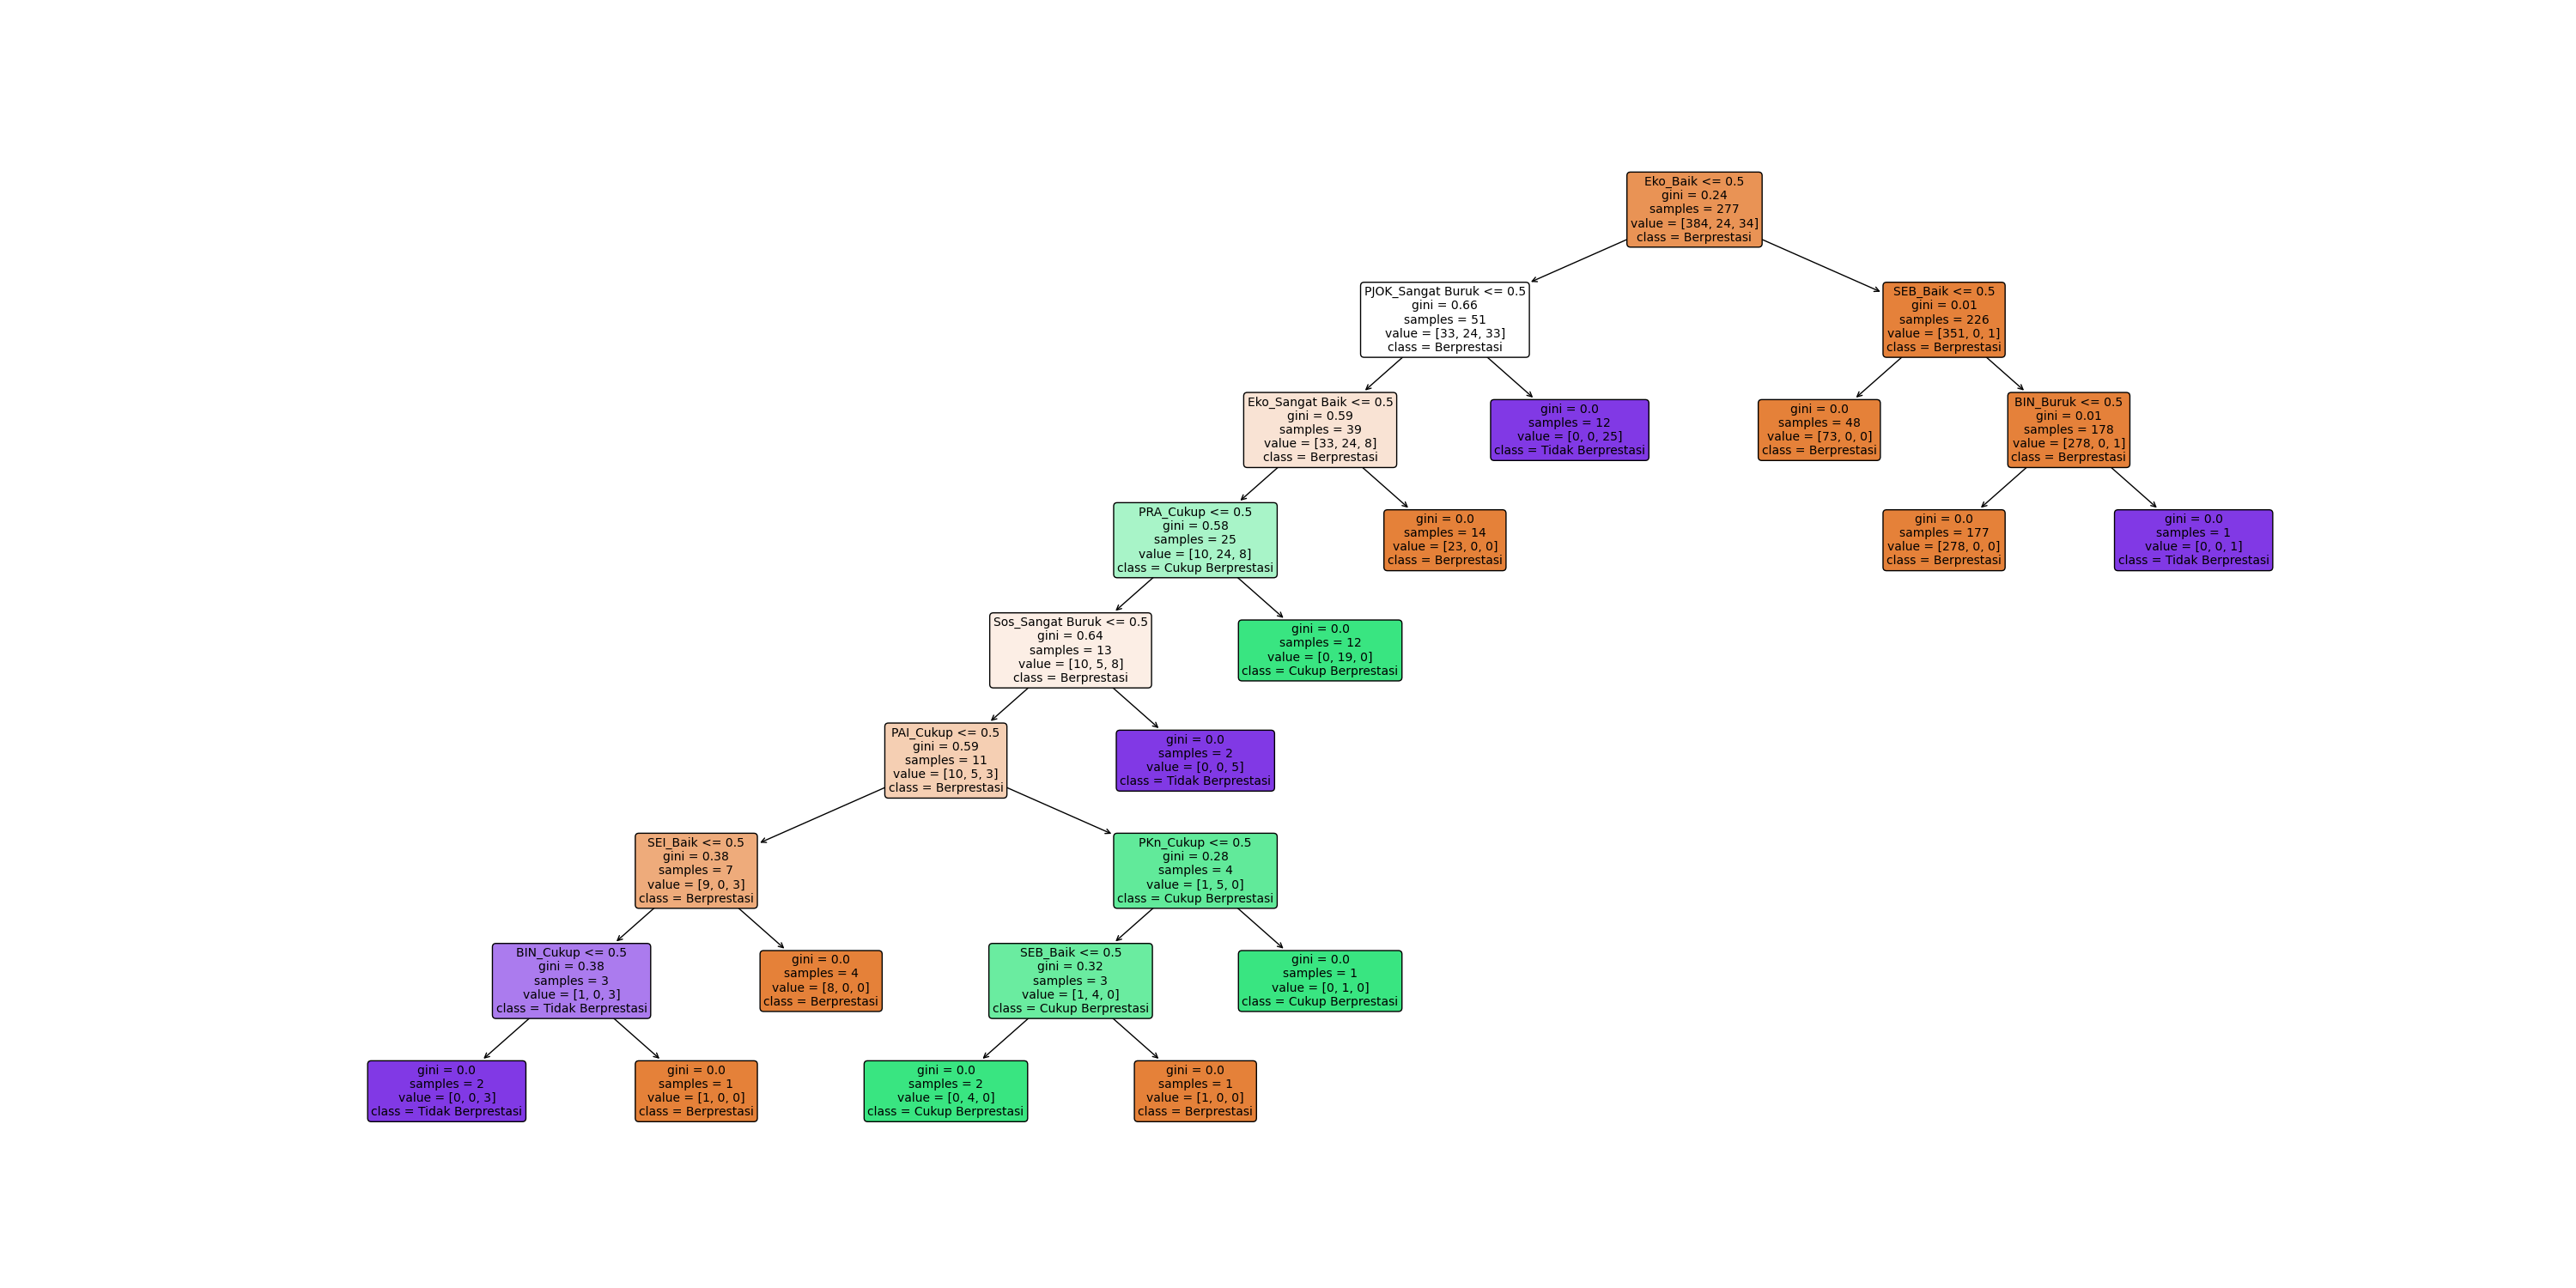 Eko_Baik <= 0.5
gini = 0.24
samples = 277
value = [384, 24, 34]
class = Berprestasi
PJOK_Sangat Buruk <= 0.5
gini = 0.66
samples = 51
value = [33, 24, 33]
class = Berprestasi
SEB_Baik <= 0.5
gini = 0.01
samples = 226
value = [351, 0, 1]
class = Berprestasi
Eko_Sangat Baik <= 0.5
gini = 0.59
samples = 39
value = [33, 24, 8]
class = Berprestasi
gini = 0.0
samples = 12
value = [0, 0, 25]
class = Tidak Berprestasi
gini = 0.0
samples = 48
value = [73, 0, 0]
class = Berprestasi
BIN_Buruk <= 0.5
gini = 0.01
samples = 178
value = [278, 0, 1]
class = Berprestasi
PRA_Cukup <= 0.5
gini = 0.58
samples = 25
value = [10, 24, 8]
class = Cukup Berprestasi
gini = 0.0
samples = 14
value = [23, 0, 0]
class = Berprestasi
gini = 0.0
samples = 177
value = [278, 0, 0]
class = Berprestasi
gini = 0.0
samples = 1
value = [0, 0, 1]
class = Tidak Berprestasi
Sos_Sangat Buruk <= 0.5
gini = 0.64
samples = 13
value = [10, 5, 8]
class = Berprestasi
gini = 0.0
samples = 12
value = [0, 19, 0]
class = Cukup Berprestasi
PAI_Cukup <= 0.5
gini = 0.59
samples = 11
value = [10, 5, 3]
class = Berprestasi
gini = 0.0
samples = 2
value = [0, 0, 5]
class = Tidak Berprestasi
SEI_Baik <= 0.5
gini = 0.38
samples = 7
value = [9, 0, 3]
class = Berprestasi
PKn_Cukup <= 0.5
gini = 0.28
samples = 4
value = [1, 5, 0]
class = Cukup Berprestasi
BIN_Cukup <= 0.5
gini = 0.38
samples = 3
value = [1, 0, 3]
class = Tidak Berprestasi
gini = 0.0
samples = 4
value = [8, 0, 0]
class = Berprestasi
SEB_Baik <= 0.5
gini = 0.32
samples = 3
value = [1, 4, 0]
class = Cukup Berprestasi
gini = 0.0
samples = 1
value = [0, 1, 0]
class = Cukup Berprestasi
gini = 0.0
samples = 2
value = [0, 0, 3]
class = Tidak Berprestasi
gini = 0.0
samples = 1
value = [1, 0, 0]
class = Berprestasi
gini = 0.0
samples = 2
value = [0, 4, 0]
class = Cukup Berprestasi
gini = 0.0
samples = 1
value = [1, 0, 0]
class = Berprestasi